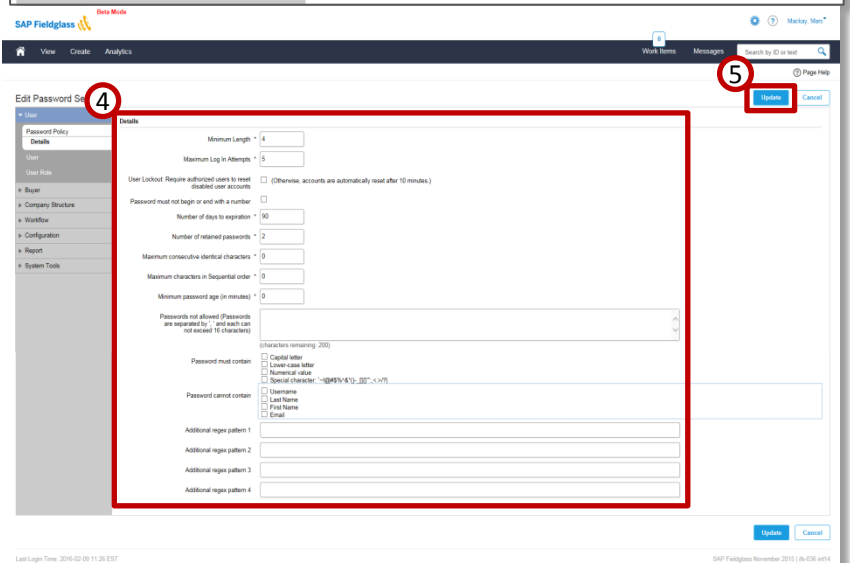 Beta Mode
SAP Fieldglass
Mackay, Marc
0
View Create Analytics
Work Items Messages Search by ID or text
5
Page Help
4
Edit Password Se
Update Cancel
User
Password Policy
Details
User
User Role
Buyer
Company Structure
Workflow
Configuration
Report
System Tools
Details
Minimum Length * 4
Maximum Log In Attempts * 5
User Lockout: Require authorized users to reset
disabled user accounts
(Otherwise, accounts are automatically reset after 10 minutes.)
Password must not begin or end with a number
Number of days to expiration * 90
Number of retained passwords * 2
Maximum consecutive identical characters * 0
Maximum characters in Sequential order * 0
Minimum password age (in minutes) * 0
Passwords not allowed (Passwords
are separated by ',' and each can
not exceed 16 characters)
(characters remaining: 200)
Password must contain
Capital letter
Lower-case letter
Numerical value
Special character:
Password cannot contain
Username
Last Name
First Name
Email
Additional regex pattern 1
Additional regex pattern 2
Additional regex pattern 3
Additional regex pattern 4
Update Cancel
Last Login Time: 2016-02-09 11:26 EST
SAP Fieldglass November 2015 |